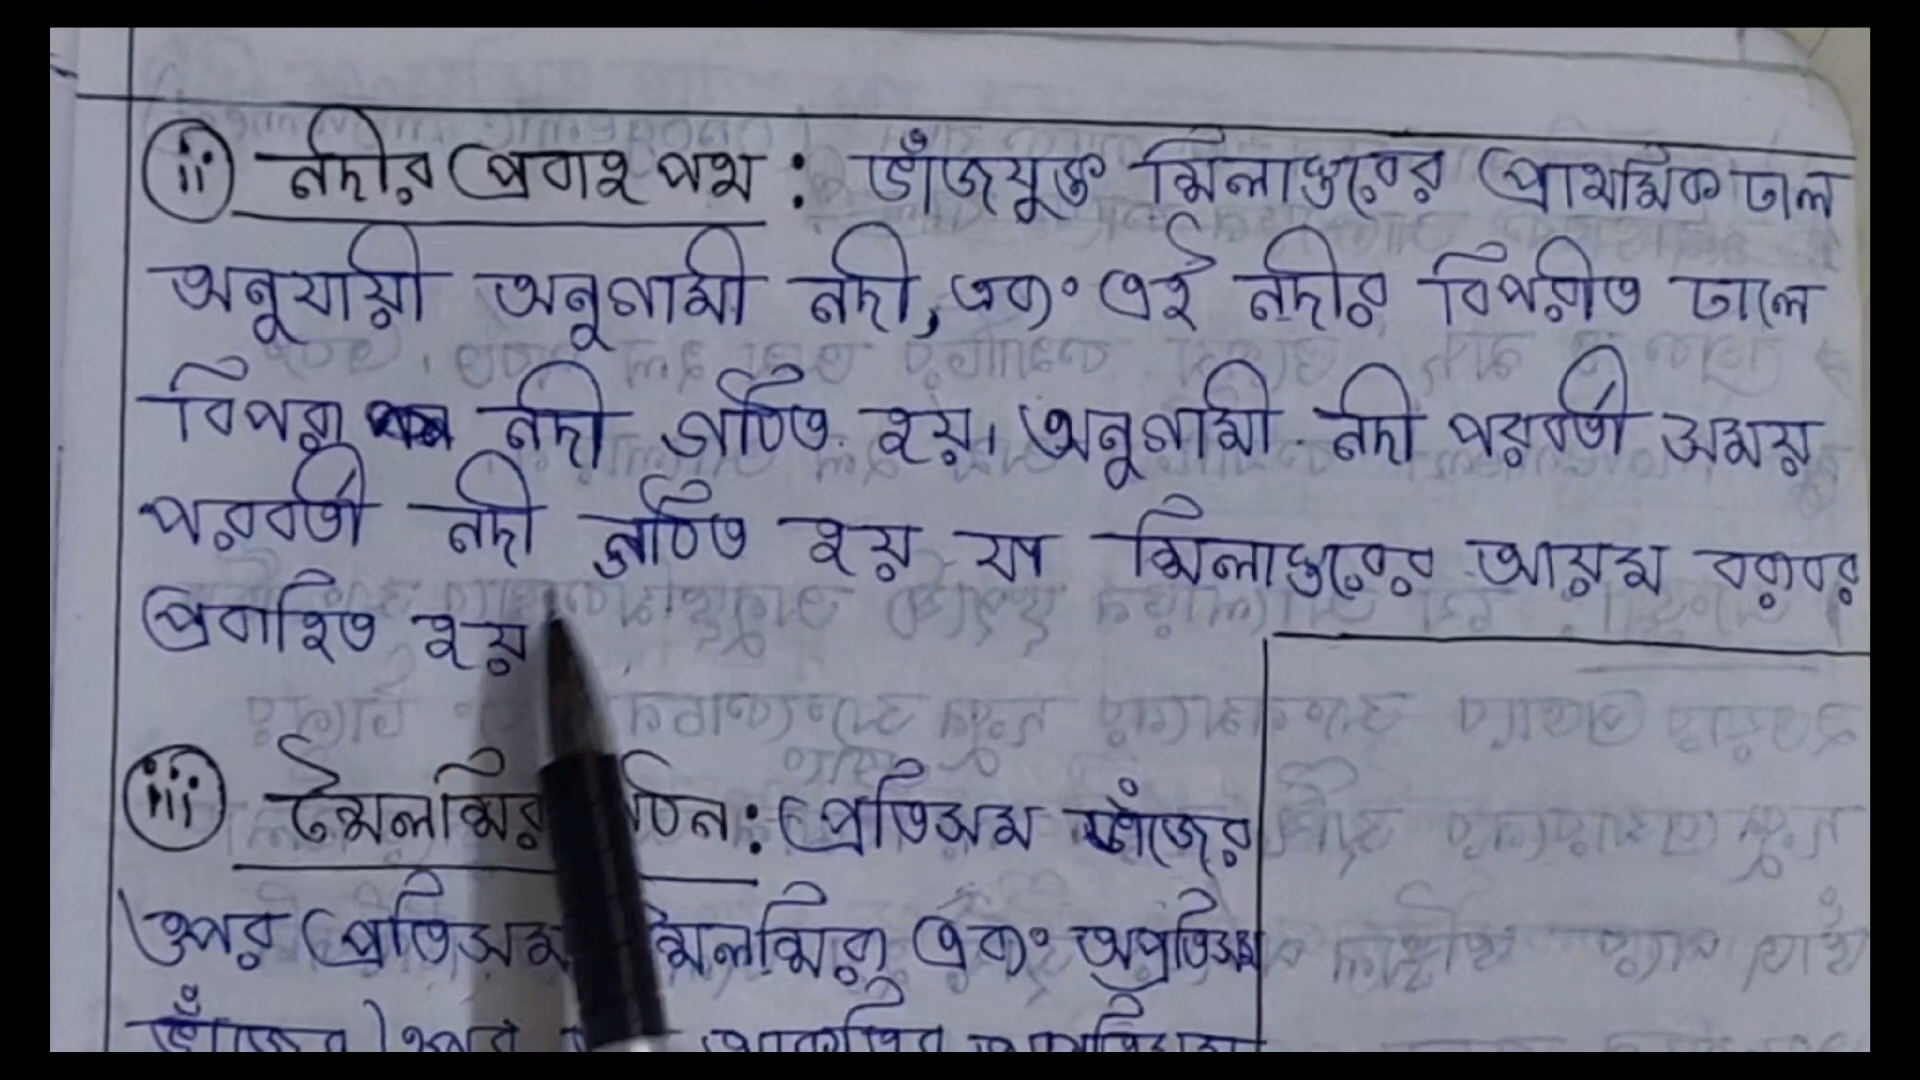 ii নদীর প্রবাহ পথ : ভাঁজযুক্ত শিলাস্তরের প্রাথমিক ঢাল
অনুযায়ী অনুগামী নদী, এবং এই নদীর বিপরীত ঢালে
বিপরা নদী গঠিত হয়। অনুগামী নদী পরবর্তী সময়
পরবর্তী নদী গঠিত হয় যা শিলাস্তরের আয়াম বরাবর
প্রবাহিত হয়
iii শৈলশিরা ঠন : প্রতিসম ভাঁজের
ওপর প্রতিসম শৈলশিরা এবং অপ্রতিসম
ভাঁজের ওপর